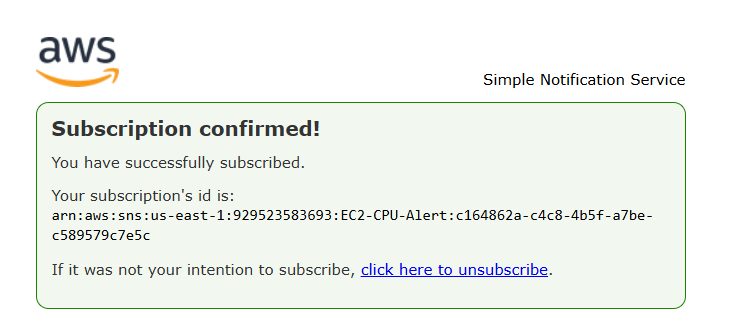 aws
Simple Notification Service
Subscription confirmed!
You have successfully subscribed.
Your subscription's id is:
arn:aws:sns:us-east-1:929523583693:EC2-CPU-Alert:c164862a-c4c8-4b5f-a7be-
c589579c7e5c
If it was not your intention to subscribe, click here to unsubscribe.